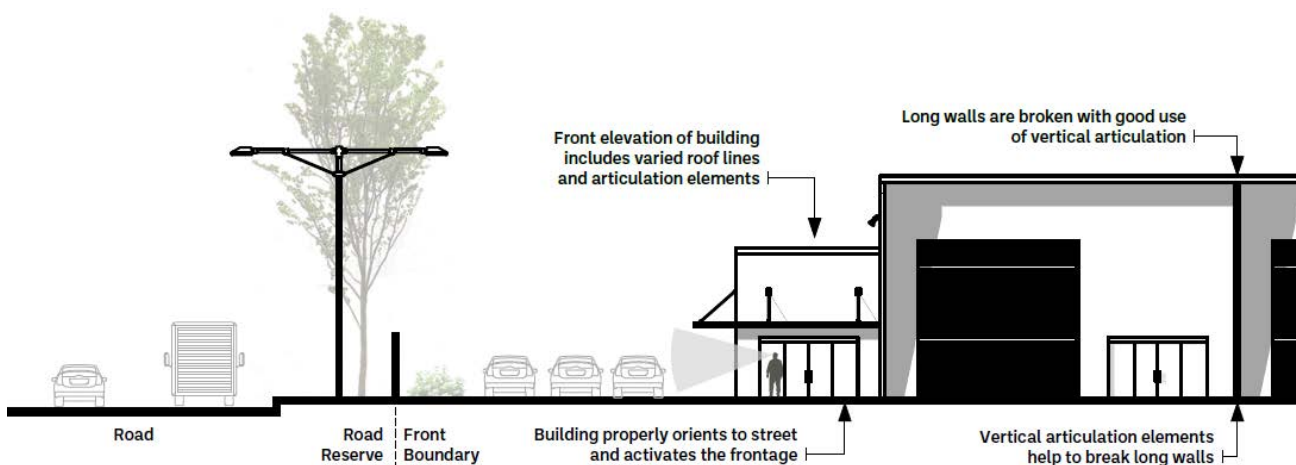 Long walls are broken with good use
of vertical articulation
Front elevation of building
includes varied roof lines
and articulation elements
Road
Road
Reserve
Front
Boundary
Building properly orients to street
and activates the frontage
Vertical articulation elements
help to break long walls